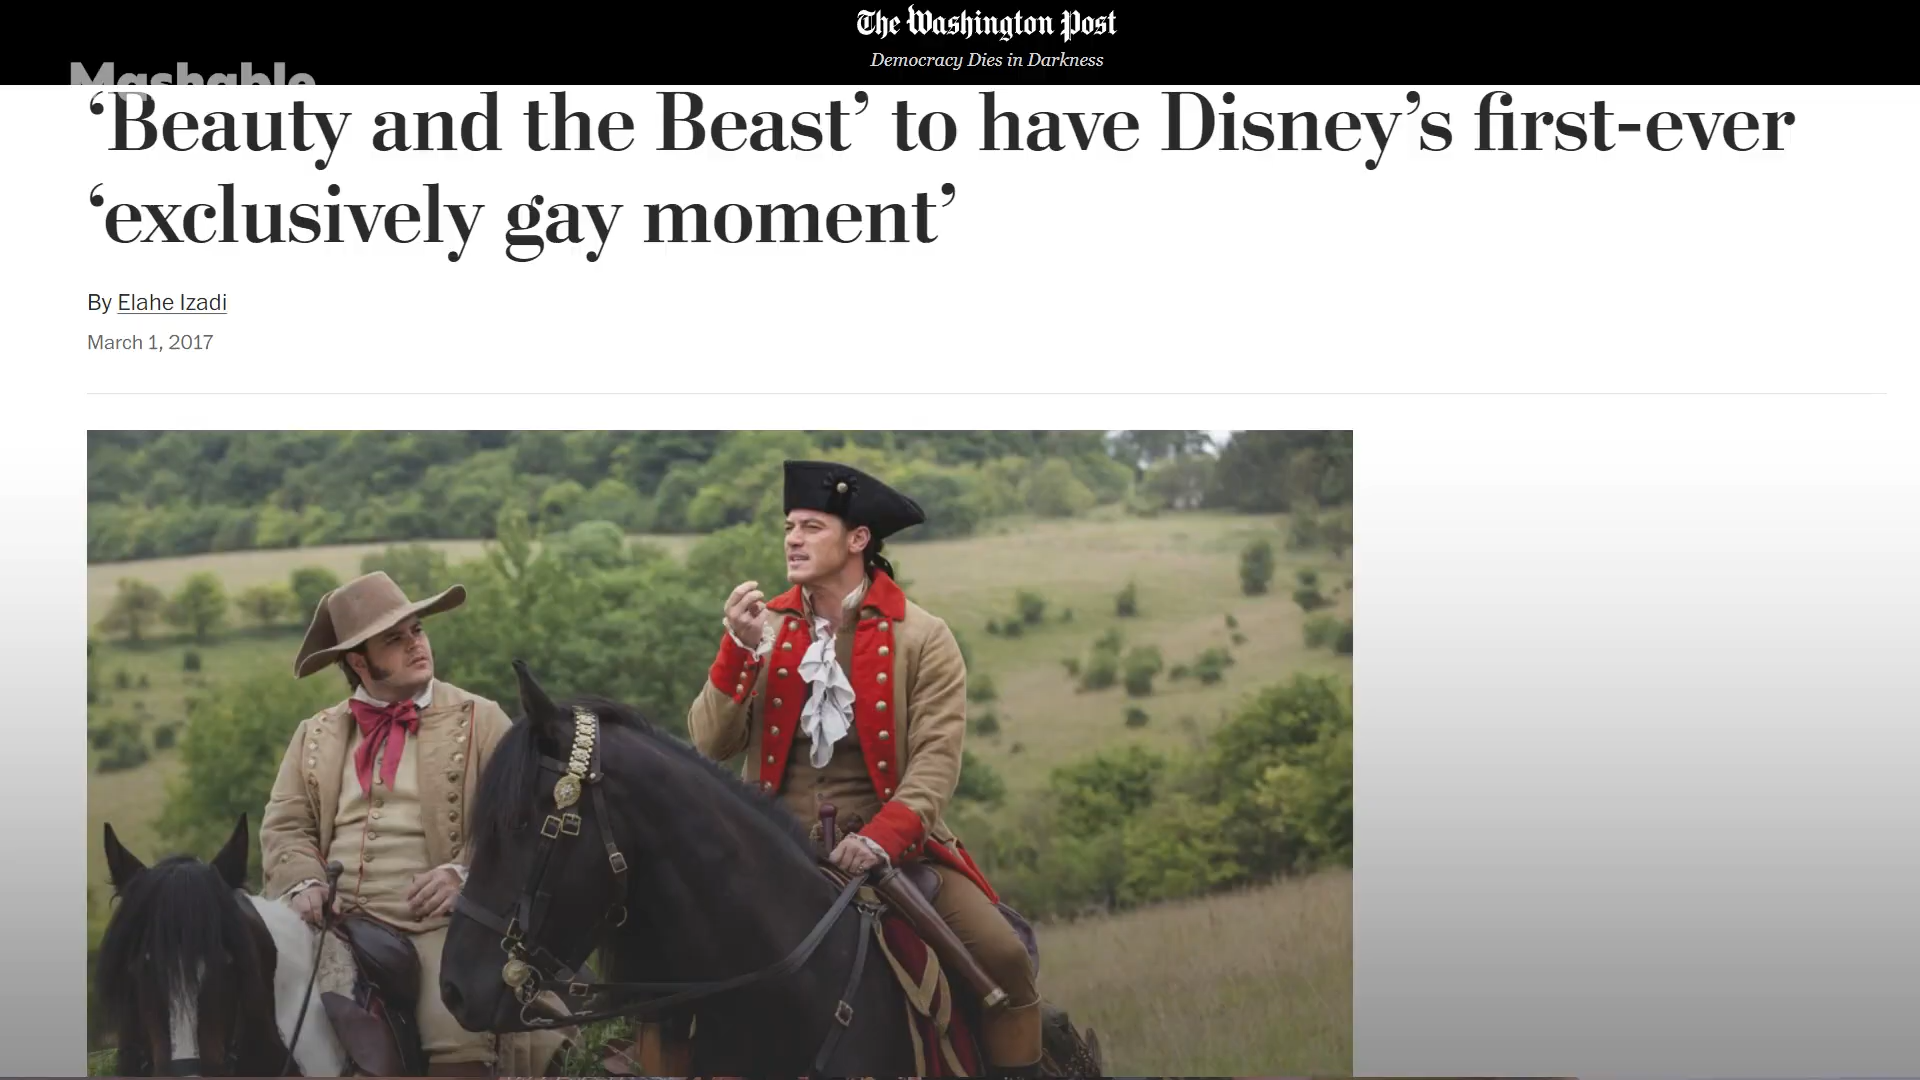 The Washington Post
Democracy Dies in Darkness
Mashable
‘Beauty and the Beast’ to have Disney’s first-ever
‘exclusively gay moment’
By Elahe Izadi
March 1, 2017